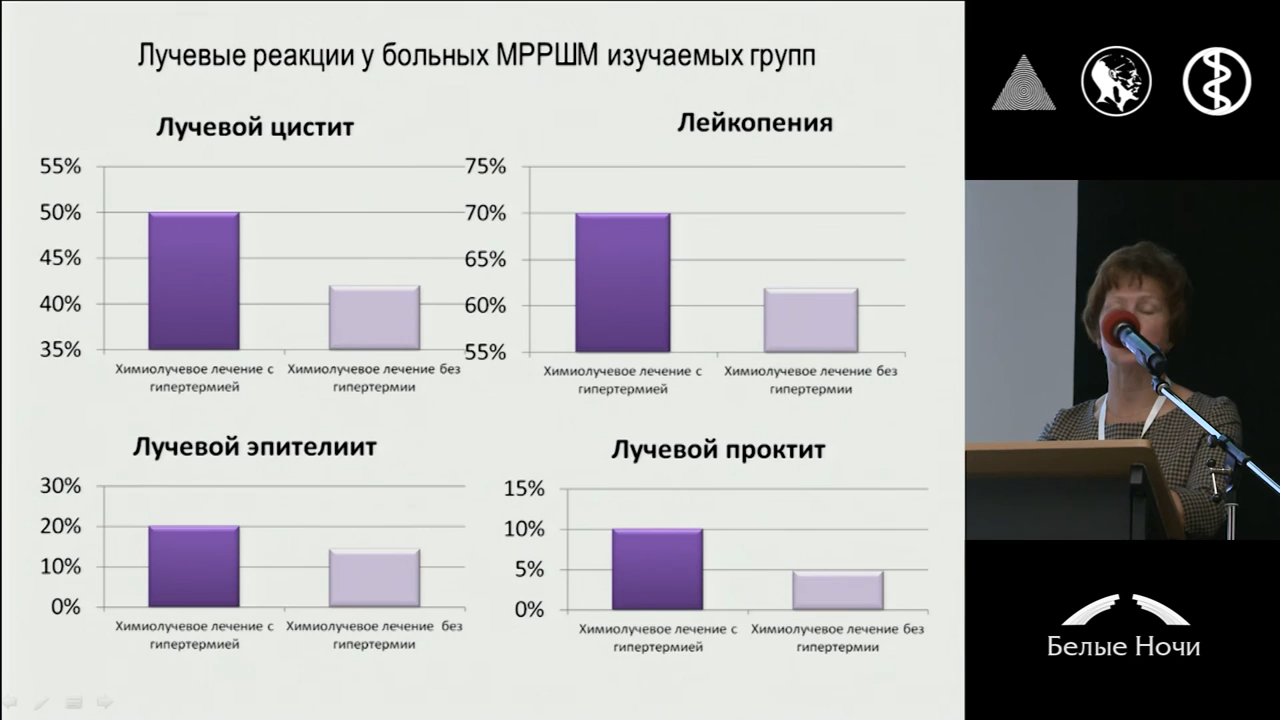 Лучевые реакции у больных МРРШМ изучаемых групп
Лучевой цистит
55%
50%
45%
40%
35%
Химиолучевое лечение с
гипертермией
Химиолучевое лечение без
гипертермии
Лейкопения
75%
70%
65%
60%
55%
Химиолучевое лечение с
гипертермией
Химиолучевое лечение без
гипертермии
Лучевой эпителиит
30%
20%
10%
0%
Химиолучевое лечение с
гипертермией
Химиолучевое лечение без
гипертермии
Лучевой проктит
15%
10%
5%
0%
Химиолучевое лечение с
гипертермией
Химиолучевое лечение без
гипертермии
Белые Ночи